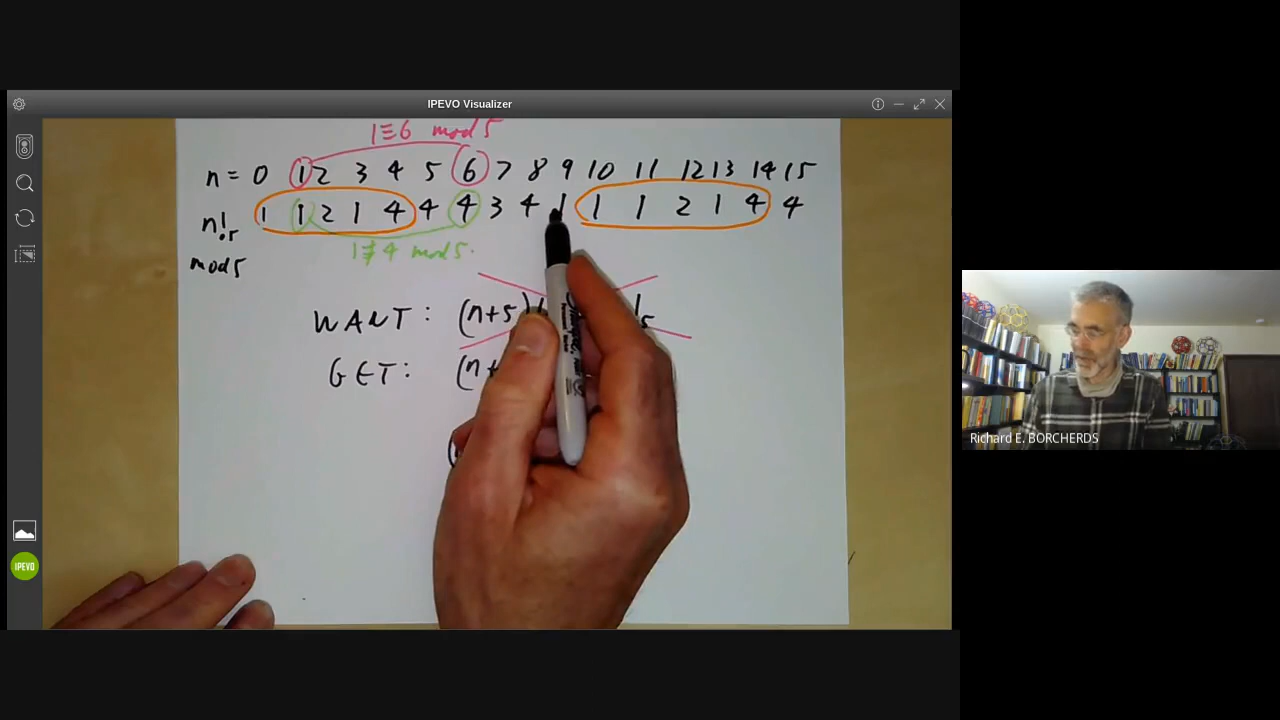 IPEVO Visualizer
1≡6 mod 5
n = 0 1 2 3 4 5 6 7 8 9 10 11 12 13 14 15
n!₅ 1 1 2 1 4 4 4 3 4 1 1 1 2 1 4 4
mod 5
1≢4 mod 5.
WANT: (n+5)
GET: (n+
Richard E. BORCHERDS
IPEVO